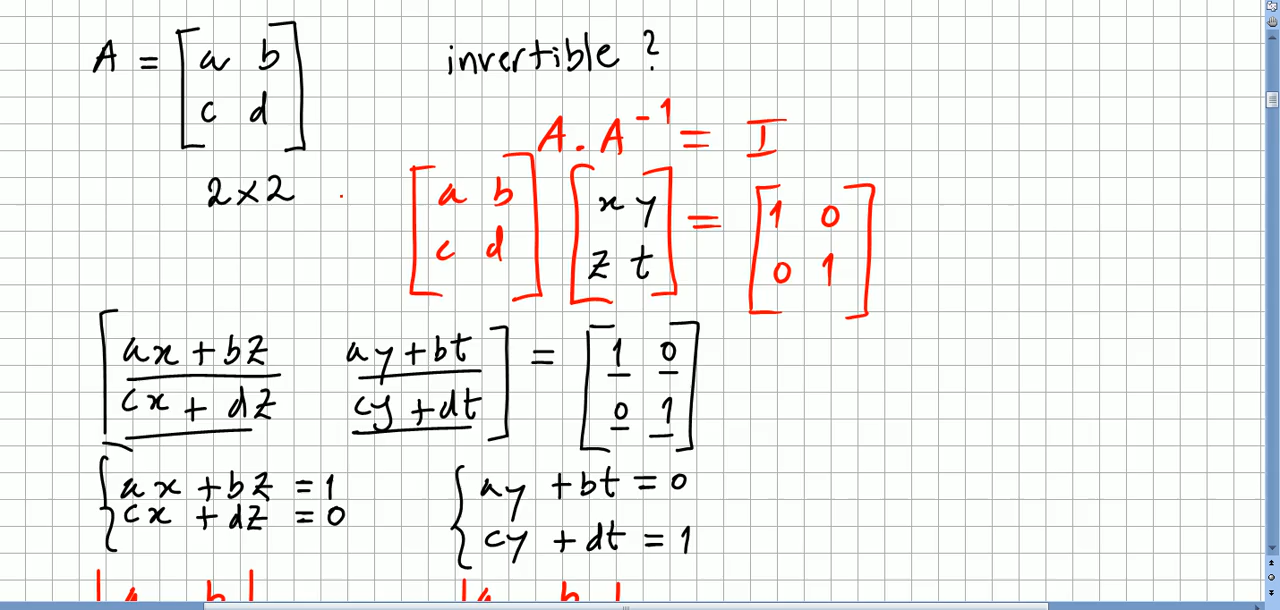 A = [a b   invertible ?
c d]
2×2
A . A⁻¹ = I
[a b   [x y   = [1 0
c d]   z t]   0 1]
[ax + bz   ay + bt   = [1 0
cx + dz   cy + dt]   0 1]
{ax + bz = 1   {ay + bt = 0
cx + dz = 0   cy + dt = 1
|a b|   |a b|